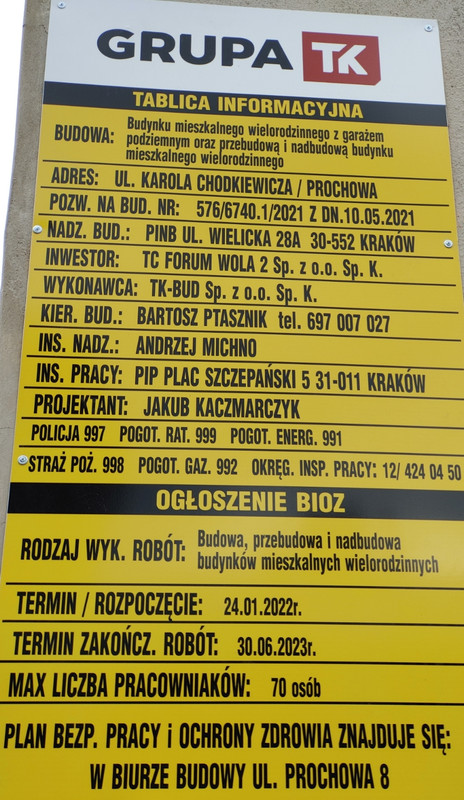 GRUPA TK
TABLICA INFORMACYJNA
BUDOWA: Budynku mieszkalnego wielorodzinnego z garażem
podziemnym oraz przebudową i nadbudową budynku
mieszkalnego wielorodzinnego
ADRES: UL. KAROLA CHODKIEWICZA / PROCHOWA
POZW. NA BUD. NR: 576/6740.1/2021 Z DN.10.05.2021
NADZ. BUD.: PINB UL. WIELICKA 28A 30-552 KRAKÓW
INWESTOR: TC FORUM WOLA 2 Sp. z o.o. Sp. K.
WYKONAWCA: TK-BUD Sp. z o.o. Sp. K.
KIER. BUD.: BARTOSZ PTASZNIK tel. 697 007 027
INS. NADZ.: ANDRZEJ MICHNO
INS. PRACY: PIP PLAC SZCZEPAŃSKI 5 31-011 KRAKÓW
PROJEKTANT: JAKUB KACZMARCZYK
POLICJA 997 POGOT. RAT. 999 POGOT. ENERG. 991
STRAŻ POŻ. 998 POGOT. GAZ. 992 OKRĘG. INSP. PRACY: 12/ 424 04 50
OGŁOSZENIE BIOZ
RODZAJ WYK. ROBÓT: Budowa, przebudowa i nadbudowa
budynków mieszkalnych wielorodzinnych
TERMIN / ROZPOCZĘCIE: 24.01.2022r.
TERMIN ZAKOŃCZ. ROBÓT: 30.06.2023r.
MAX LICZBA PRACOWNIAKÓW: 70 osób
PLAN BEZP. PRACY i OCHRONY ZDROWIA ZNAJDUJE SIĘ:
W BIURZE BUDOWY UL. PROCHOWA 8